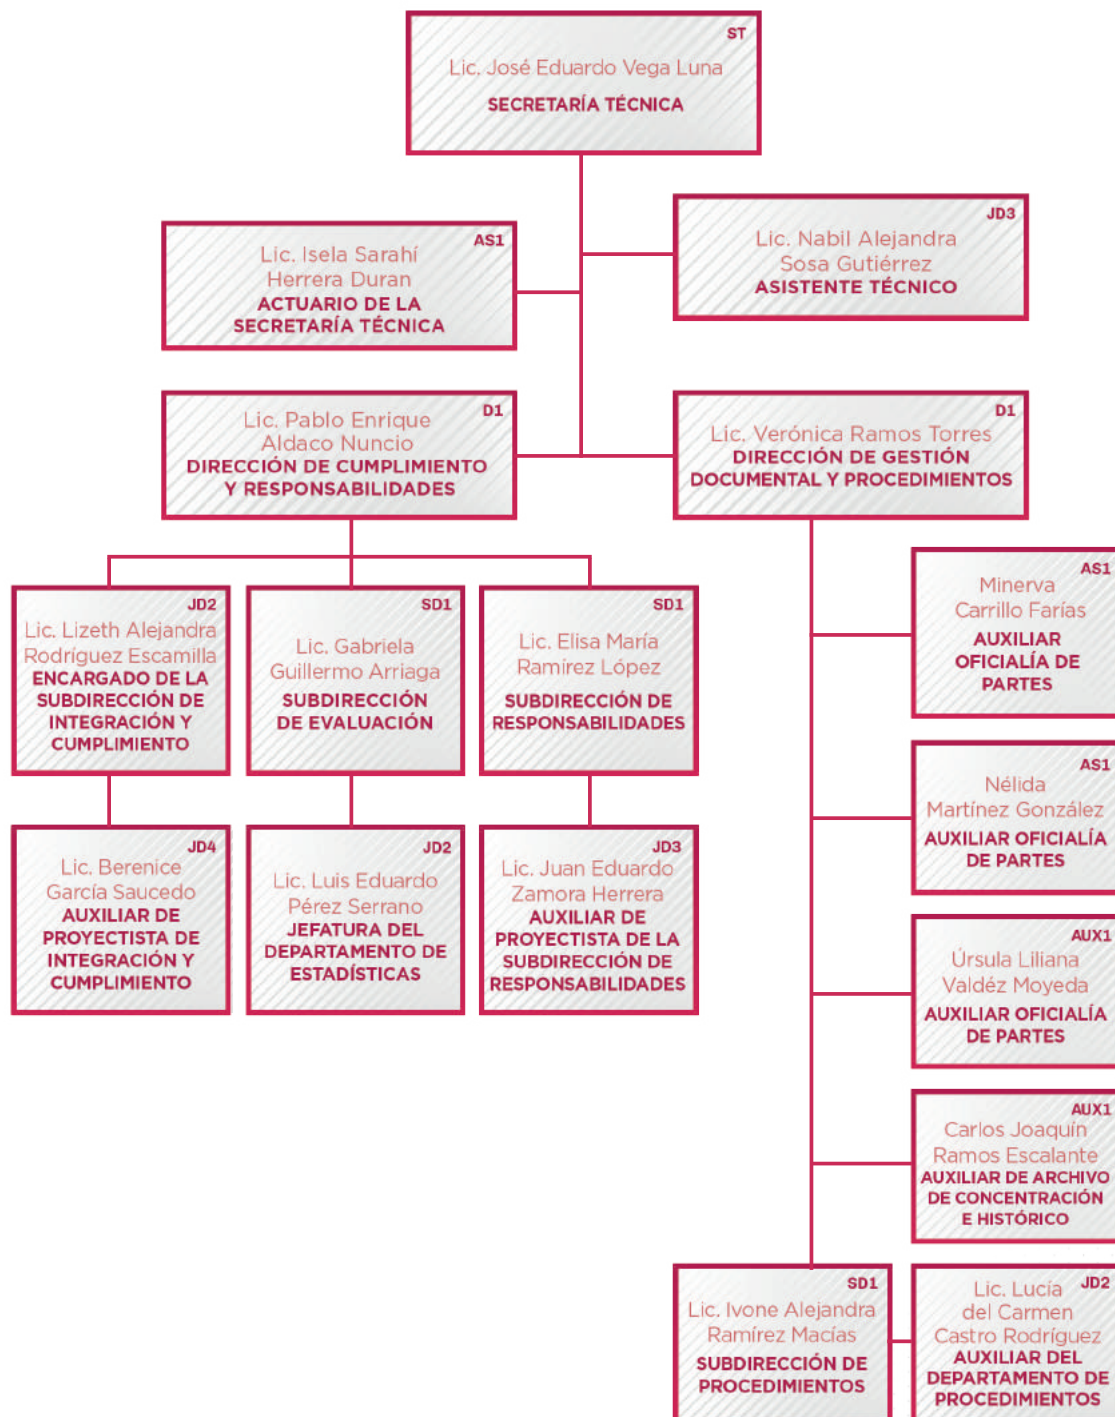 ST
Lic. José Eduardo Vega Luna
SECRETARÍA TÉCNICA
AS1
Lic. Isela Sarahí
Herrera Duran
ACTUARIO DE LA
SECRETARÍA TÉCNICA
JD3
Lic. Nabil Alejandra
Sosa Gutiérrez
ASISTENTE TÉCNICO
D1
Lic. Pablo Enrique
Aldaco Nuncio
DIRECCIÓN DE CUMPLIMIENTO
Y RESPONSABILIDADES
D1
Lic. Verónica Ramos Torres
DIRECCIÓN DE GESTIÓN
DOCUMENTAL Y PROCEDIMIENTOS
JD2
Lic. Lizeth Alejandra
Rodríguez Escamilla
ENCARGADO DE LA
SUBDIRECCIÓN DE
INTEGRACIÓN Y
CUMPLIMIENTO
SD1
Lic. Gabriela
Guillermo Arriaga
SUBDIRECCIÓN
DE EVALUACIÓN
SD1
Lic. Elisa María
Ramírez López
SUBDIRECCIÓN DE
RESPONSABILIDADES
JD4
Lic. Berenice
García Saucedo
AUXILIAR DE
PROYECTISTA DE
INTEGRACIÓN Y
CUMPLIMIENTO
JD2
Lic. Luis Eduardo
Pérez Serrano
JEFATURA DEL
DEPARTAMENTO DE
ESTADÍSTICAS
JD3
Lic. Juan Eduardo
Zamora Herrera
AUXILIAR DE
PROYECTISTA DE LA
SUBDIRECCIÓN DE
RESPONSABILIDADES
AS1
Minerva
Carrillo Farías
AUXILIAR
OFICIALÍA DE
PARTES
AS1
Nélida
Martínez González
AUXILIAR OFICIALÍA
DE PARTES
AUX1
Úrsula Liliana
Valdéz Moyeda
AUXILIAR OFICIALÍA
DE PARTES
AUX1
Carlos Joaquín
Ramos Escalante
AUXILIAR DE ARCHIVO
DE CONCENTRACIÓN
E HISTÓRICO
SD1
Lic. Ivone Alejandra
Ramírez Macías
SUBDIRECCIÓN DE
PROCEDIMIENTOS
JD2
Lic. Lucía
del Carmen
Castro Rodríguez
AUXILIAR DEL
DEPARTAMENTO DE
PROCEDIMIENTOS